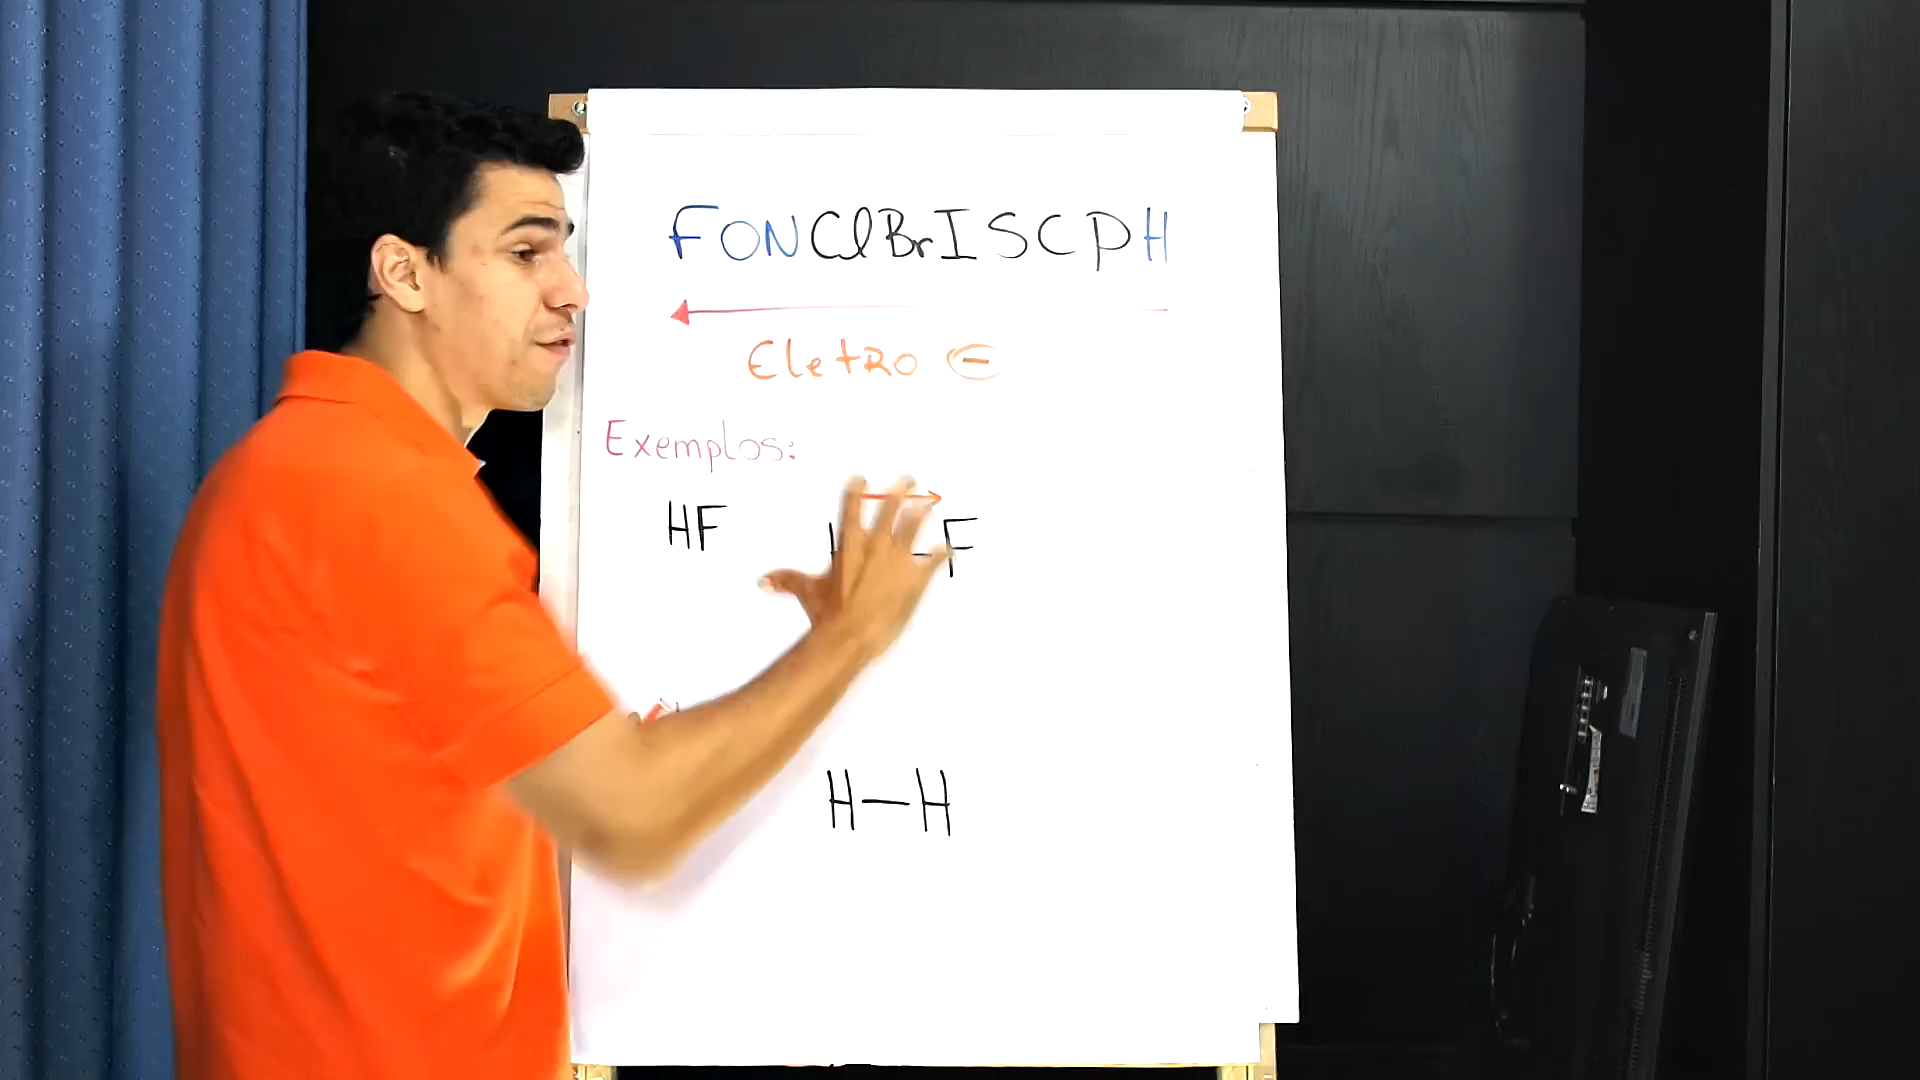 FONClBrISCPH
Eletro ⊖
Exemplos:
HF
F
H—H